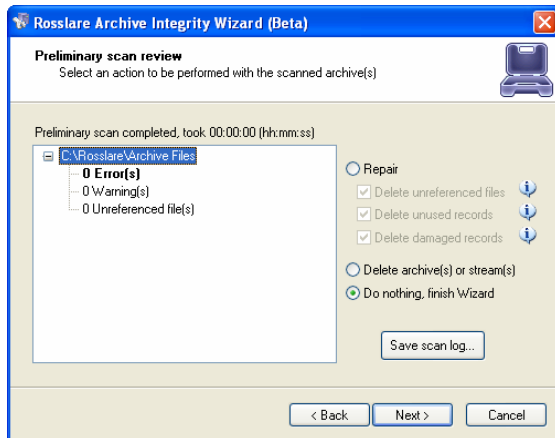 Rosslare Archive Integrity Wizard (Beta)
Preliminary scan review
Select an action to be performed with the scanned archive(s)
Preliminary scan completed, took 00:00:00 (hh:mm:ss)
C:\Rosslare\Archive Files
0 Error(s)
0 Warning(s)
0 Unreferenced file(s)
Repair
Delete unreferenced files
Delete unused records
Delete damaged records
Delete archive(s) or stream(s)
Do nothing, finish Wizard
Save scan log...
< Back
Next >
Cancel